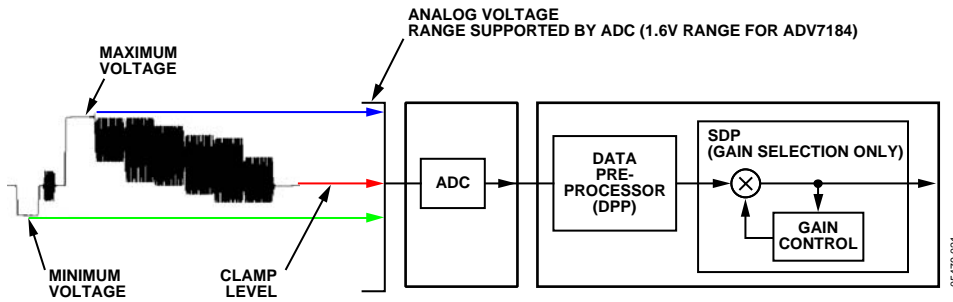 ANALOG VOLTAGE
RANGE SUPPORTED BY ADC (1.6V RANGE FOR ADV7184)
MAXIMUM
VOLTAGE
SDP
(GAIN SELECTION ONLY)
ADC
DATA
PRE-
PROCESSOR
(DPP)
GAIN
CONTROL
MINIMUM
VOLTAGE
CLAMP
LEVEL